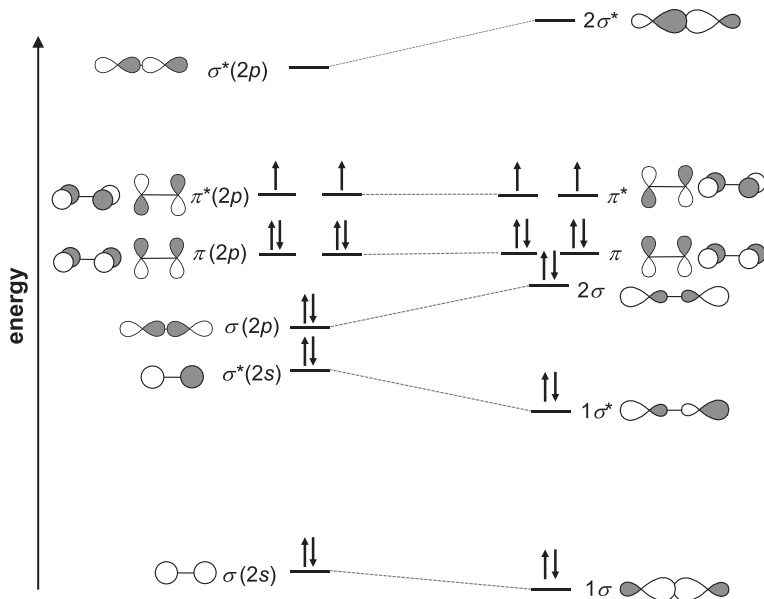 2σ*
σ*(2p)
π*(2p)
π*
π(2p)
π
2σ
energy
σ(2p)
σ*(2s)
1σ*
σ(2s)
1σ